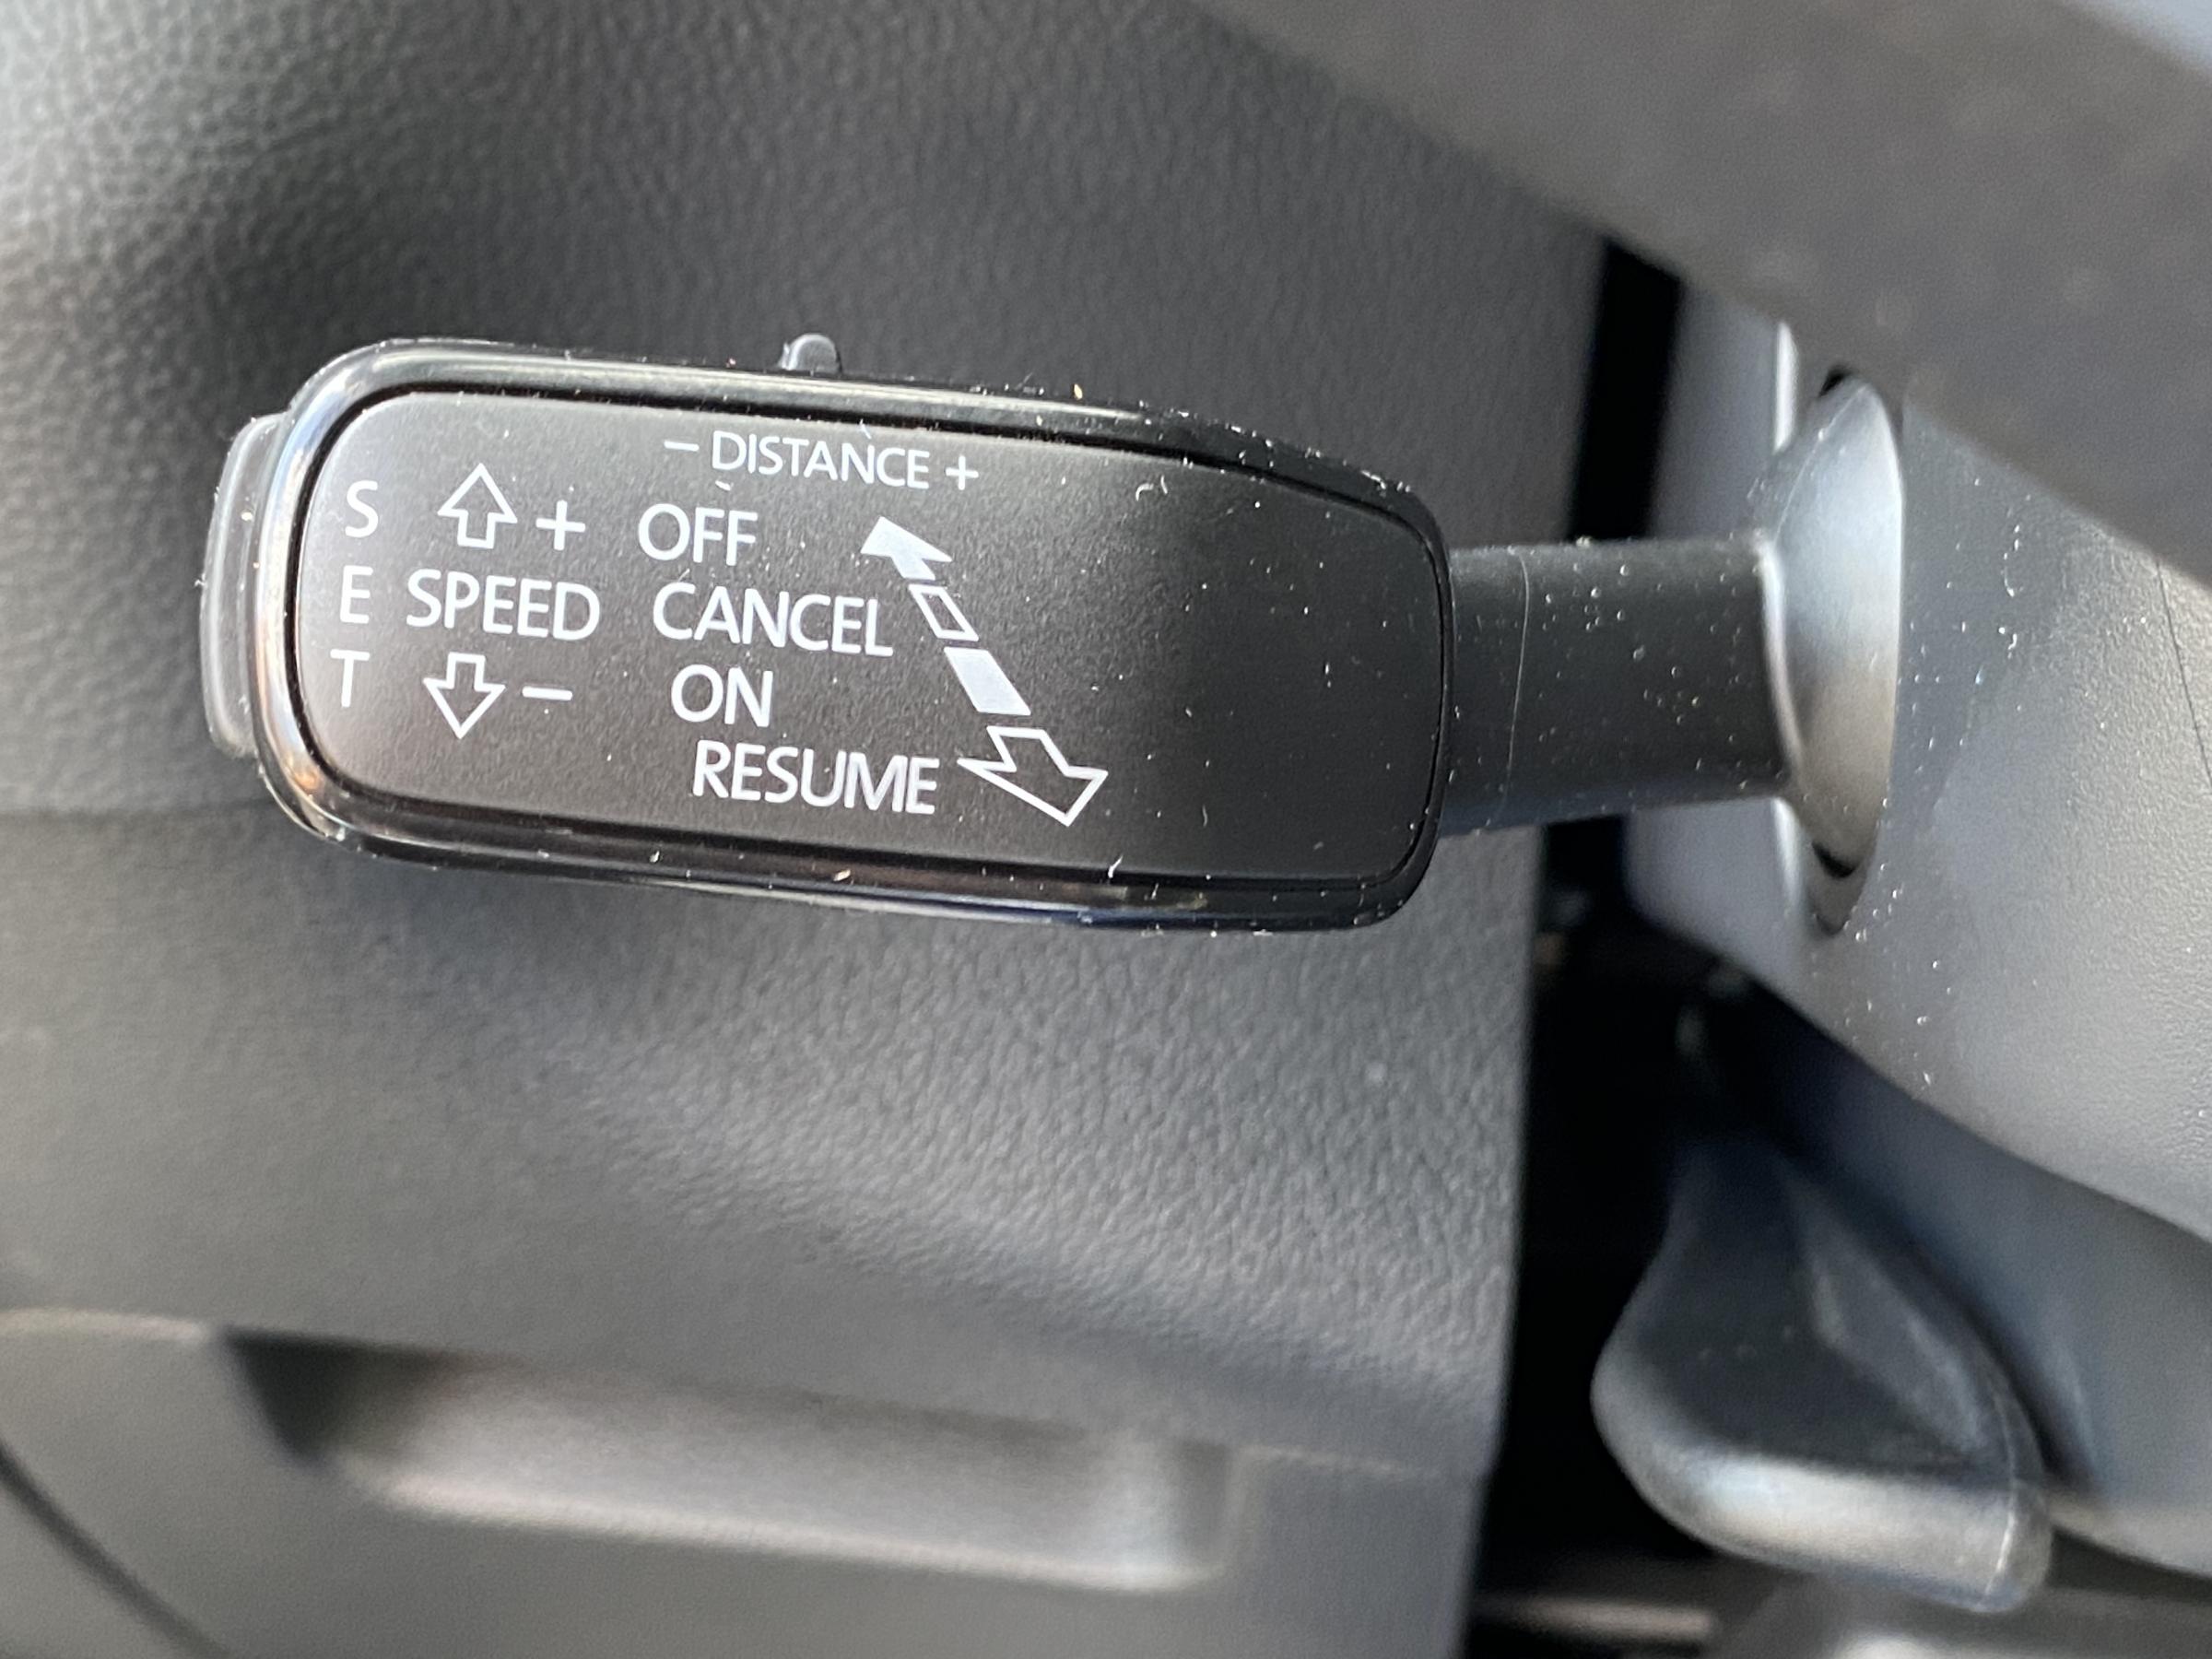 – DISTANCE +
S + OFF
E SPEED CANCEL
T – ON
RESUME